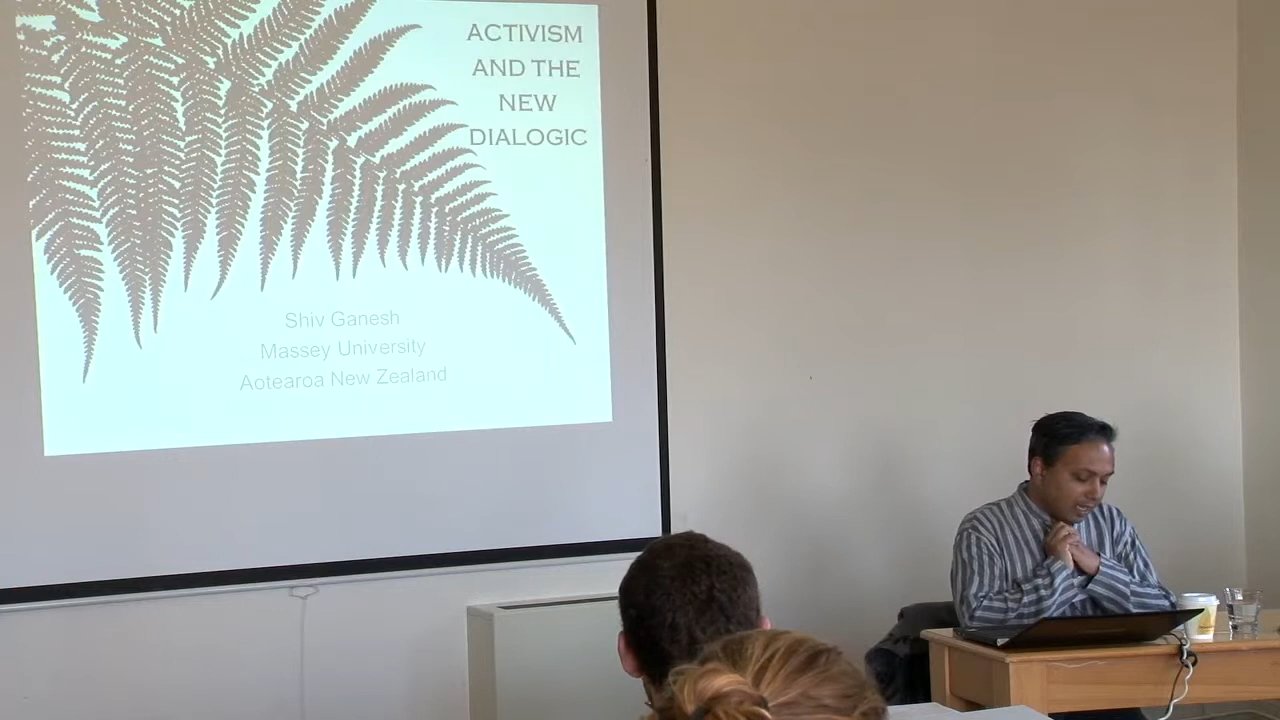 ACTIVISM
AND THE
NEW
DIALOGIC
Shiv Ganesh
Massey University
Aotearoa New Zealand